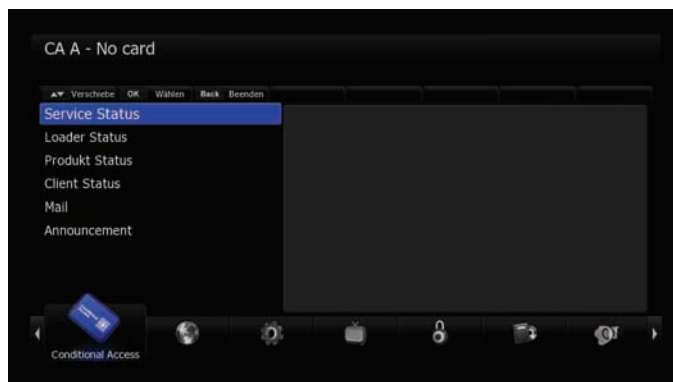 CA A - No card
Verschiebe OK Wählen Back Beenden
Service Status
Loader Status
Produkt Status
Client Status
Mail
Announcement
Conditional Access